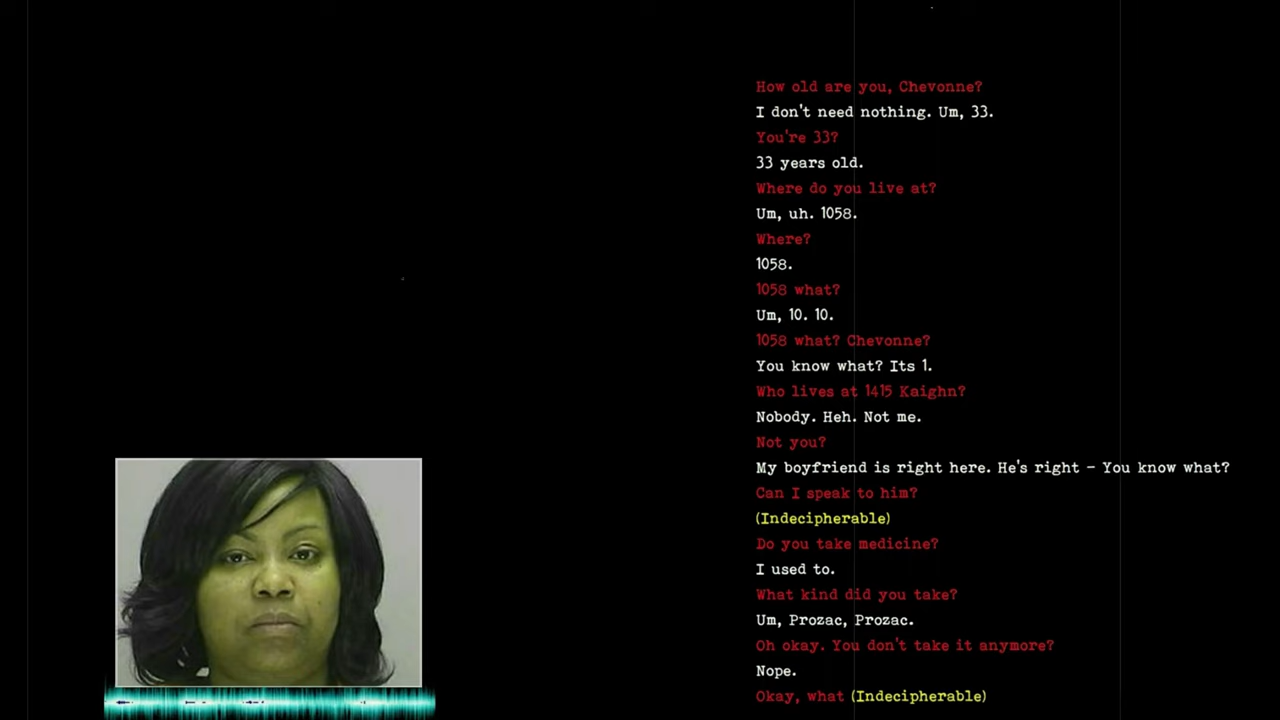 How old are you, Chevonne?
I don't need nothing. Um, 33.
You're 33?
33 years old.
Where do you live at?
Um, uh. 1058.
Where?
1058.
1058 what?
Um, 10. 10.
1058 what? Chevonne?
You know what? Its 1.
Who lives at 1415 Kaighn?
Nobody. Heh. Not me.
Not you?
My boyfriend is right here. He's right - You know what?
Can I speak to him?
(Indecipherable)
Do you take medicine?
I used to.
What kind did you take?
Um, Prozac, Prozac.
Oh okay. You don't take it anymore?
Nope.
Okay, what (Indecipherable)